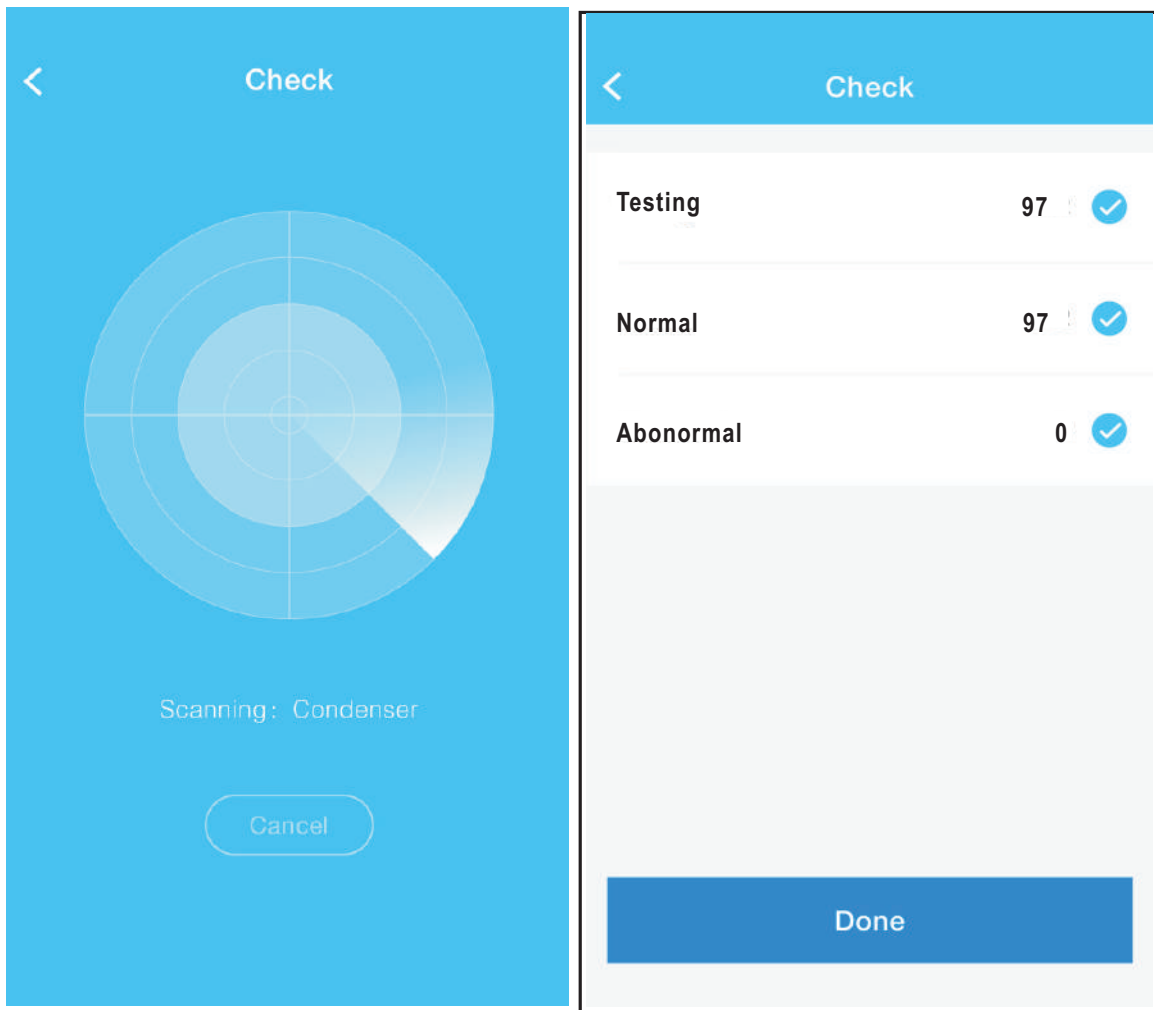 Check
Scanning: Condenser
Cancel
Check
Testing 97
Normal 97
Abonormal 0
Done